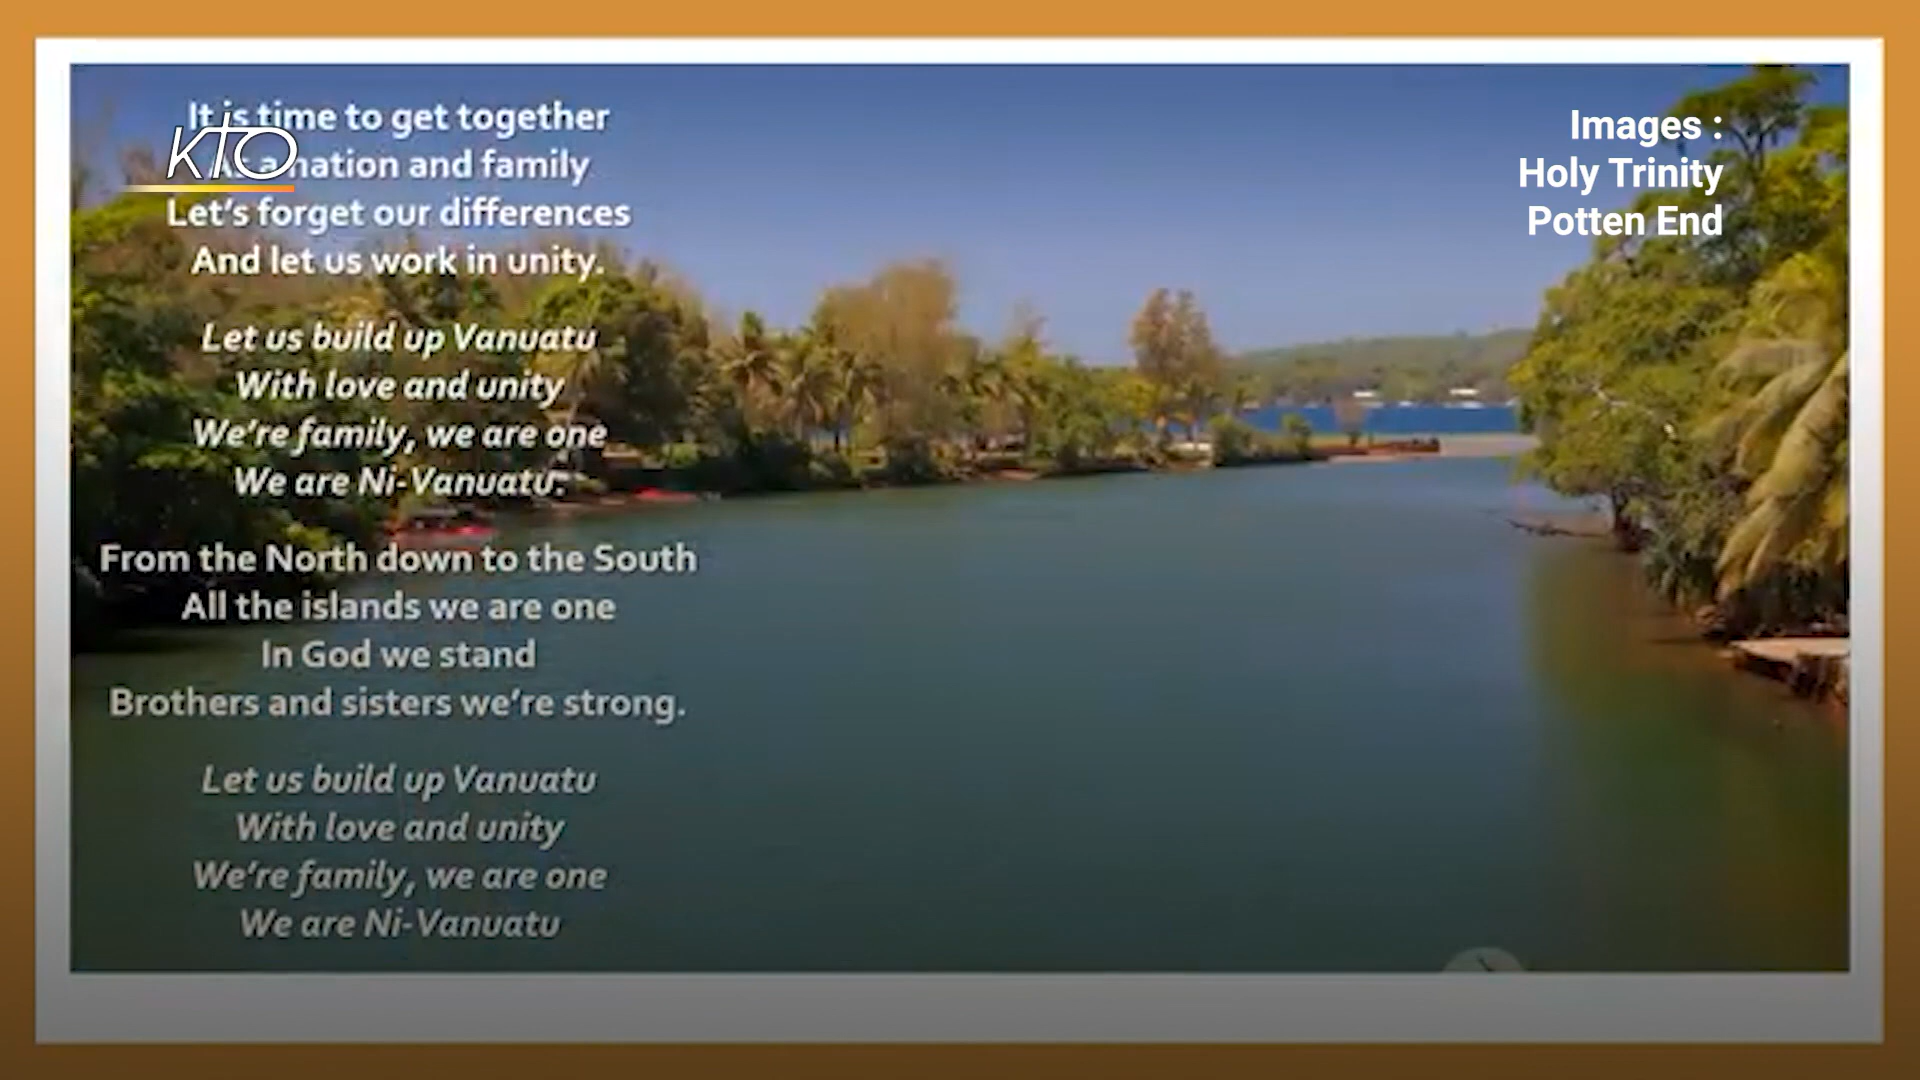 It is time to get together
KTO
As a nation and family
Let's forget our differences
And let us work in unity.
Let us build up Vanuatu
With love and unity
We're family, we are one
We are Ni-Vanuatu.
From the North down to the South
All the islands we are one
In God we stand
Brothers and sisters we're strong.
Let us build up Vanuatu
With love and unity
We're family, we are one
We are Ni-Vanuatu
Images :
Holy Trinity
Potten End